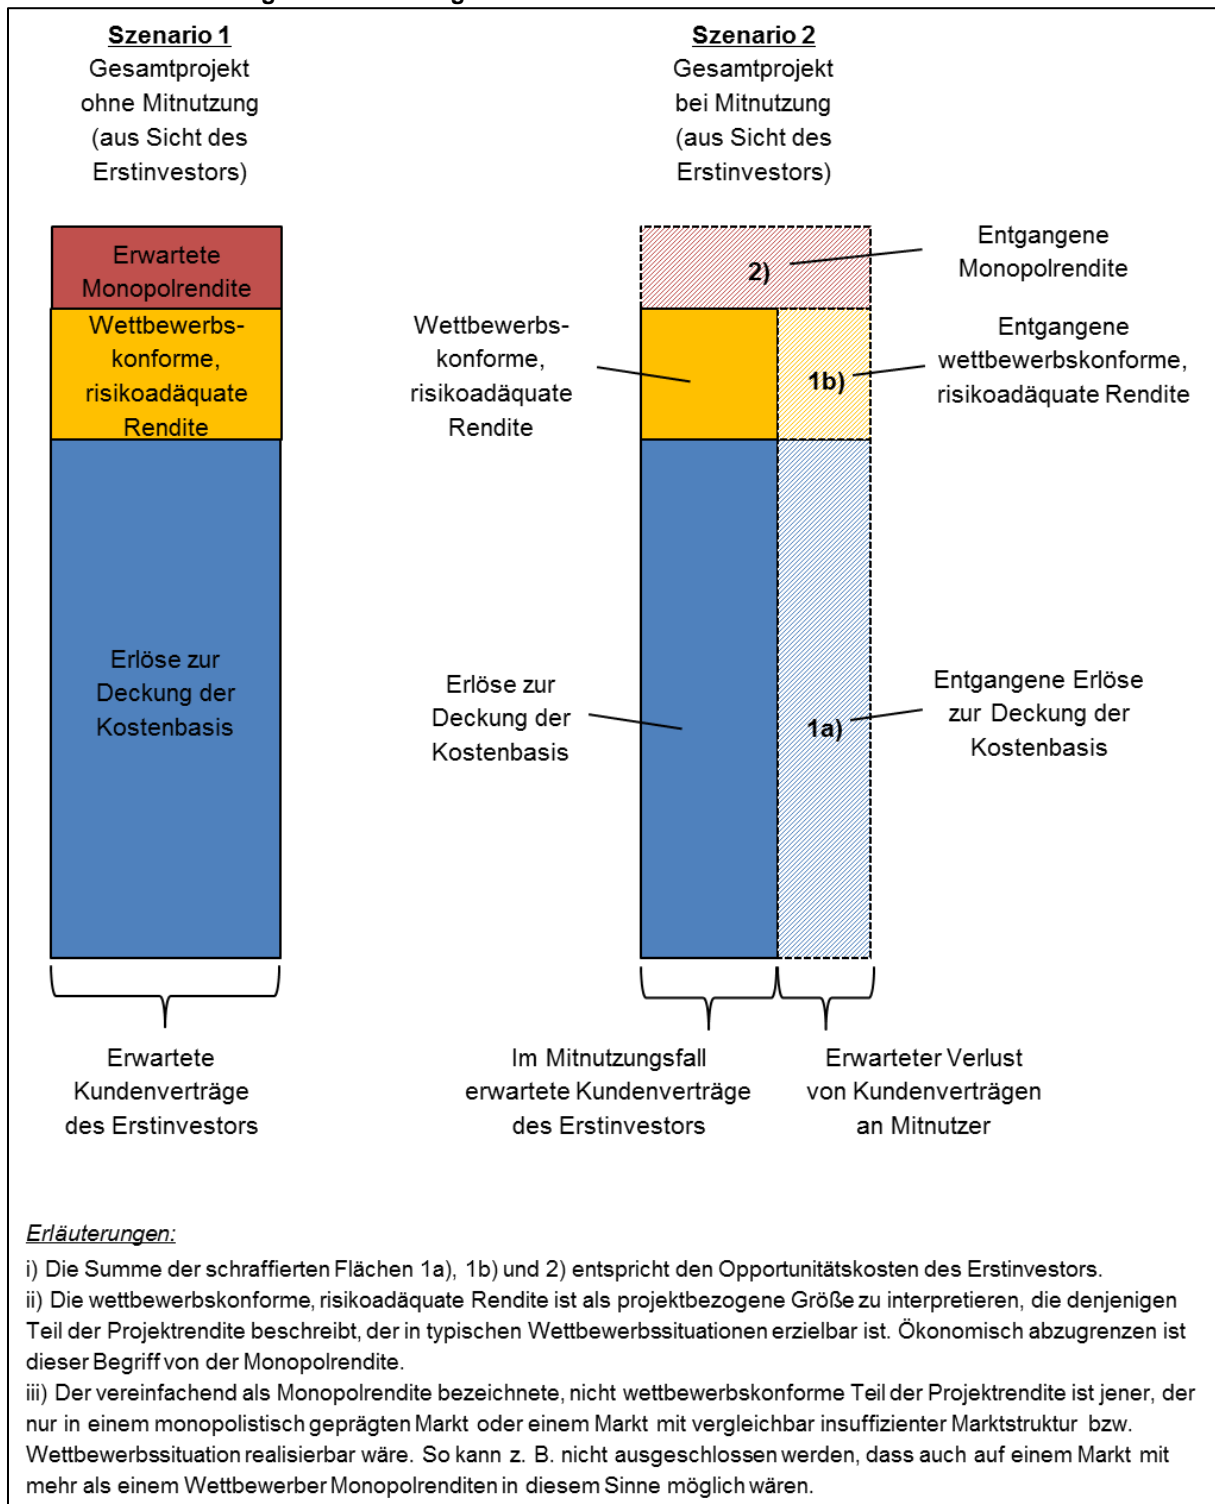 Szenario 1
Gesamtprojekt
ohne Mitnutzung
(aus Sicht des
Erstinvestors)
Szenario 2
Gesamtprojekt
bei Mitnutzung
(aus Sicht des
Erstinvestors)
Erwartete
Monopolrendite
Wettbewerbs-
konforme,
risikoadäquate
Rendite
Erlöse zur
Deckung der
Kostenbasis
Wettbewerbs-
konforme,
risikoadäquate
Rendite
Erlöse zur
Deckung der
Kostenbasis
2)
1b)
1a)
Entgangene
Monopolrendite
Entgangene
wettbewerbskonforme,
risikoadäquate Rendite
Entgangene Erlöse
zur Deckung der
Kostenbasis
Erwartete
Kundenverträge
des Erstinvestors
Im Mitnutzungsfall
erwartete Kundenverträge
des Erstinvestors
Erwarteter Verlust
von Kundenverträgen
an Mitnutzer
Erläuterungen:
i) Die Summe der schraffierten Flächen 1a), 1b) und 2) entspricht den Opportunitätskosten des Erstinvestors.
ii) Die wettbewerbskonforme, risikoadäquate Rendite ist als projektbezogene Größe zu interpretieren, die denjenigen
Teil der Projektrendite beschreibt, der in typischen Wettbewerbssituationen erzielbar ist. Ökonomisch abzugrenzen ist
dieser Begriff von der Monopolrendite.
iii) Der vereinfachend als Monopolrendite bezeichnete, nicht wettbewerbskonforme Teil der Projektrendite ist jener, der
nur in einem monopolistisch geprägten Markt oder einem Markt mit vergleichbar insuffizienter Marktstruktur bzw.
Wettbewerbssituation realisierbar wäre. So kann z. B. nicht ausgeschlossen werden, dass auch auf einem Markt mit
mehr als einem Wettbewerber Monopolrenditen in diesem Sinne möglich wären.